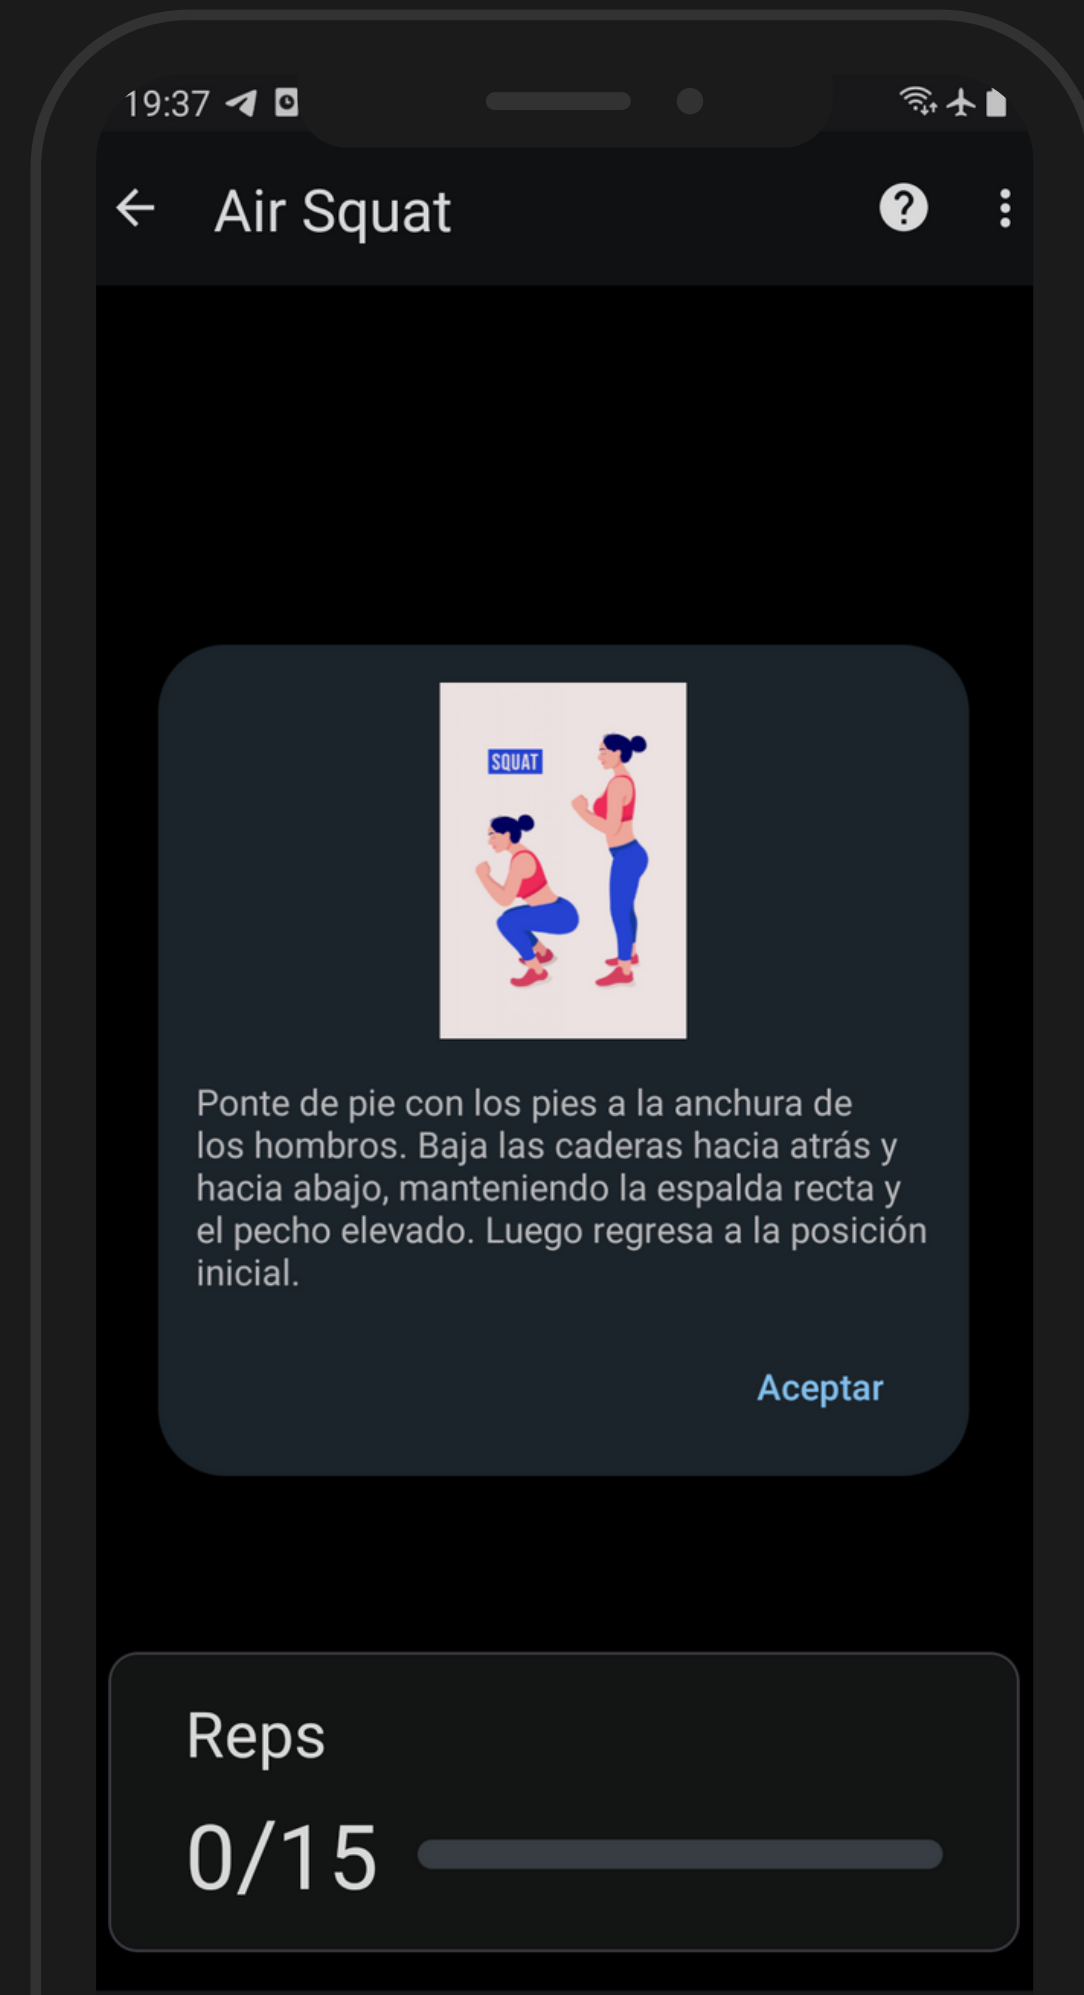 19:37
Air Squat
SQUAT
Ponte de pie con los pies a la anchura de
los hombros. Baja las caderas hacia atrás y
hacia abajo, manteniendo la espalda recta y
el pecho elevado. Luego regresa a la posición
inicial.
Aceptar
Reps
0/15